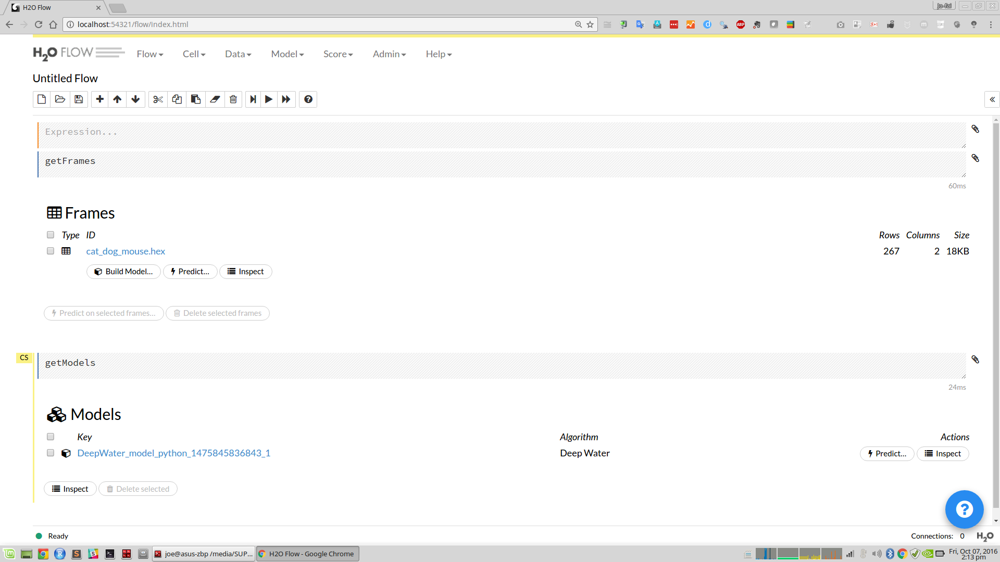 H2O Flow
Jo-fai
localhost:54321/flow/index.html
ABP
H2O FLOW
Flow
Cell
Data
Model
Score
Admin
Help
Untitled Flow
Expression...
getFrames
60ms
Frames
Type ID Rows Columns Size
cat_dog_mouse.hex 267 2 18KB
Build Model... Predict... Inspect
Predict on selected frames... Delete selected frames
CS
getModels
24ms
Models
Key Algorithm Actions
DeepWater_model_python_1475845836843_1 Deep Water Predict... Inspect
Inspect Delete selected
Ready
Connections: 0 H2O
joe@asus-zbp /media/SUP...
H2O Flow - Google Chrome
Fri, Oct 07, 2016
2:13 pm